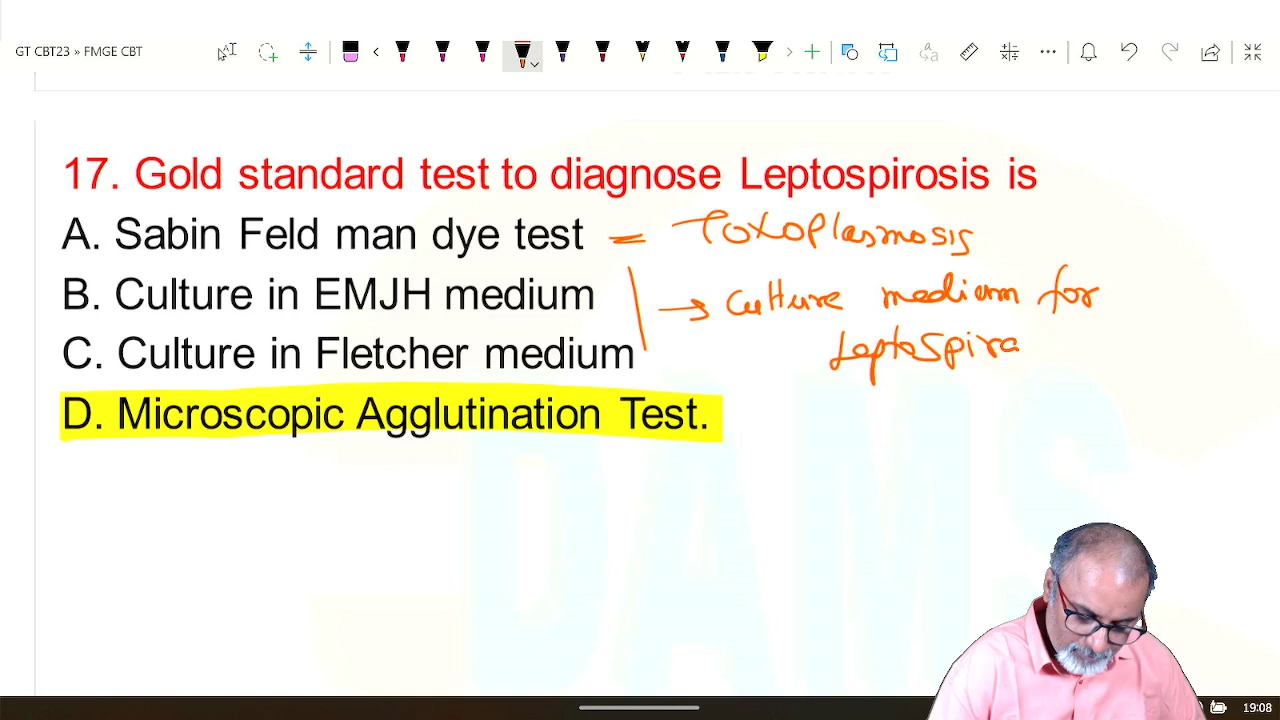 GT CBT23 » FMGE CBT
17. Gold standard test to diagnose Leptospirosis is
A. Sabin Feld man dye test = Toxoplasmosis
B. Culture in EMJH medium → culture medium for
C. Culture in Fletcher medium Leptospira
D. Microscopic Agglutination Test.
DAMS
19:08